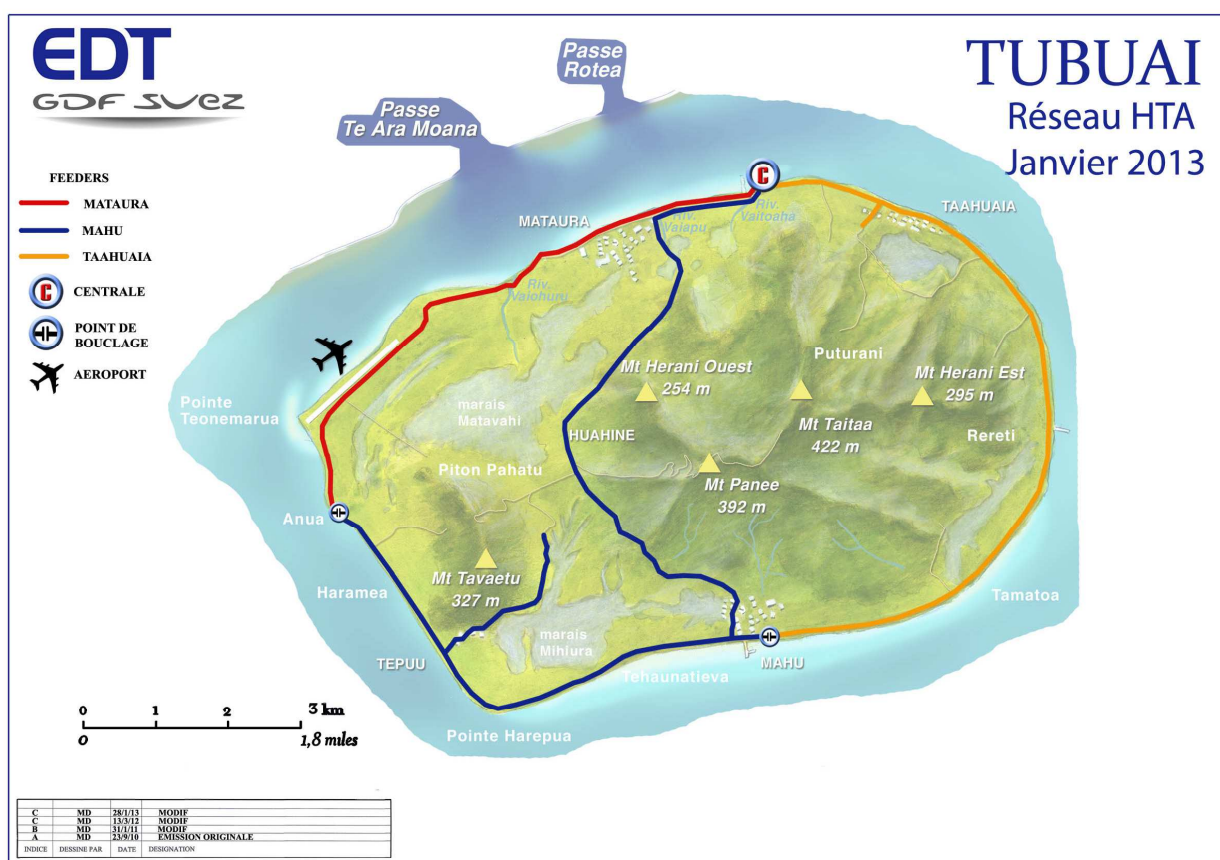 EDT
GDF SUEZ
TUBUAI
Réseau HTA
Janvier 2013
Passe
Rotea
Passe
Te Ara Moana
FEEDERS
MATAURA
MAHU
TAAHUAIA
C
CENTRALE
POINT DE
BOUCLAGE
AEROPORT
C
MATAURA
Riv.
Vaiapu
Riv.
Vaitoaha
TAAHUAIA
Riv.
Vaiohuru
Pointe
Teonemarua
marais
Matavahi
Mt Herani Ouest
254 m
Puturani
Mt Herani Est
295 m
HUAHINE
Mt Taitaa
422 m
Rereti
Piton Pahatu
Mt Panee
392 m
Anua
Mt Tavaetu
327 m
Haramea
Tamatoa
marais
Mihiura
TEPUU
MAHU
Tehaunatieva
Pointe Harepua
0 1 2 3 km
0 1,8 miles
C MD 28/1/13 MODIF
C MD 13/3/12 MODIF
B MD 31/1/11 MODIF
A MD 23/9/10 EMISSION ORIGINALE
INDICE DESSINE PAR DATE DESIGNATION